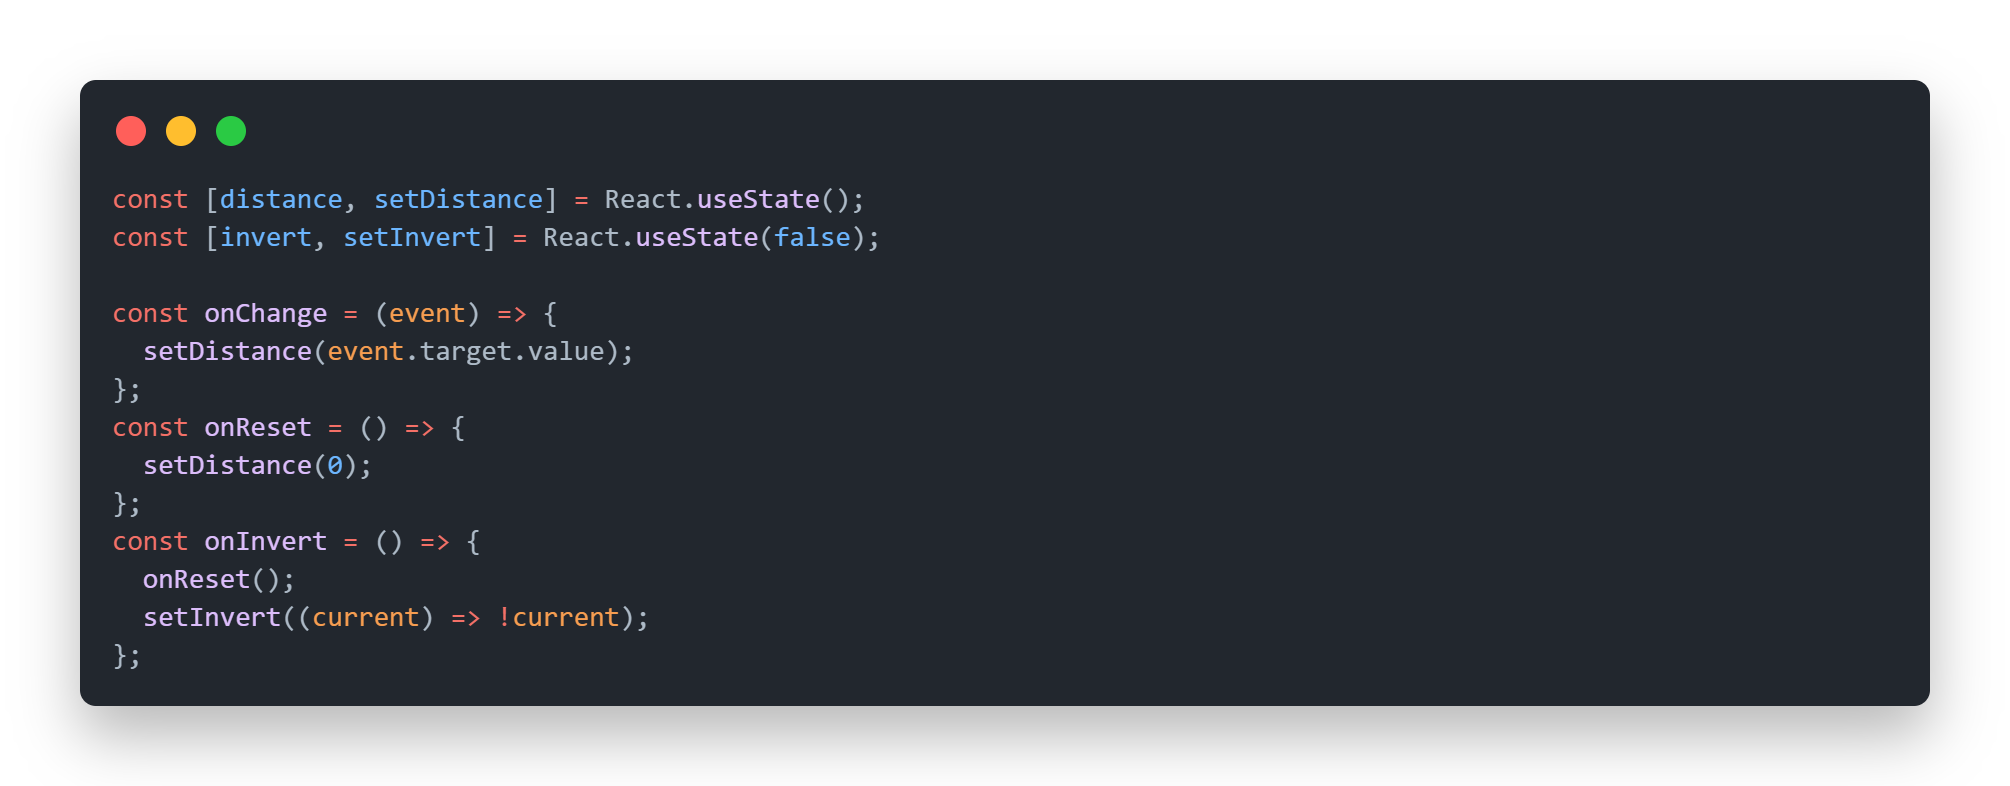 const [distance, setDistance] = React.useState();
const [invert, setInvert] = React.useState(false);

const onChange = (event) => {
  setDistance(event.target.value);
};
const onReset = () => {
  setDistance(0);
};
const onInvert = () => {
  onReset();
  setInvert((current) => !current);
};